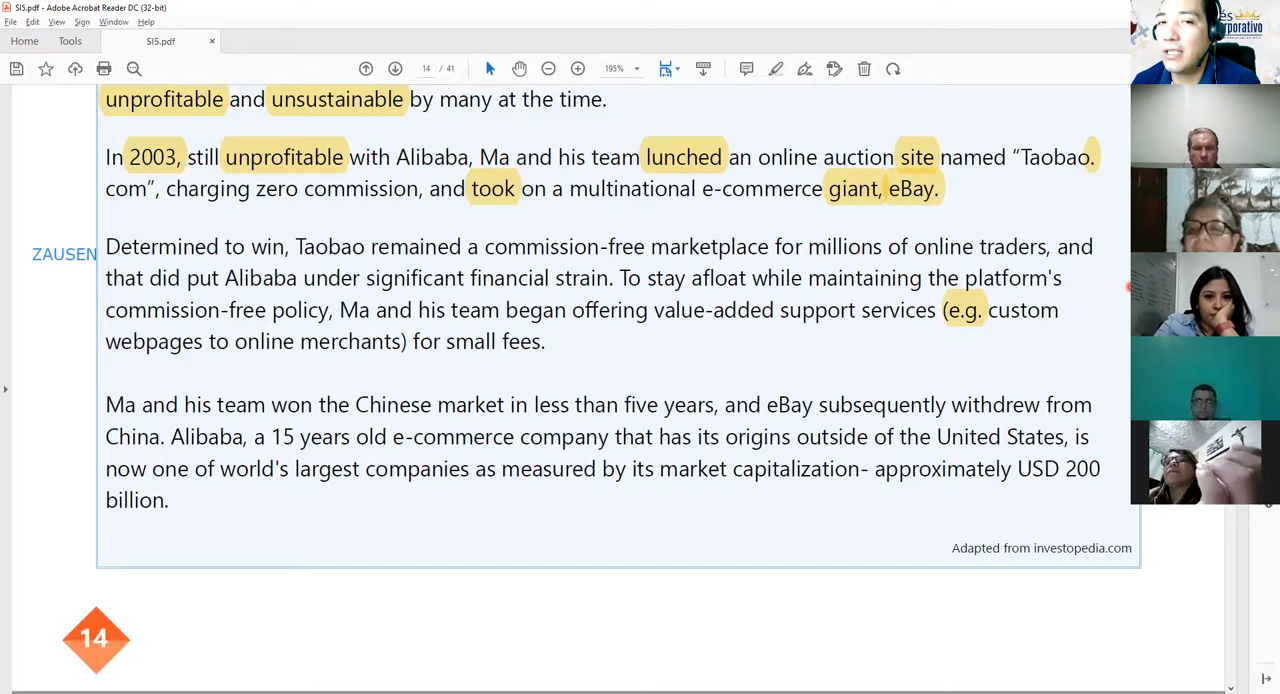 SI5.pdf - Adobe Acrobat Reader DC (32-bit)
File Edit View Sign Window Help
Home Tools SI5.pdf ×
14 / 41 195%
unprofitable and unsustainable by many at the time.
In 2003, still unprofitable with Alibaba, Ma and his team lunched an online auction site named “Taobao.
com”, charging zero commission, and took on a multinational e-commerce giant, eBay.
ZAUSEN
Determined to win, Taobao remained a commission-free marketplace for millions of online traders, and
that did put Alibaba under significant financial strain. To stay afloat while maintaining the platform's
commission-free policy, Ma and his team began offering value-added support services (e.g. custom
webpages to online merchants) for small fees.
Ma and his team won the Chinese market in less than five years, and eBay subsequently withdrew from
China. Alibaba, a 15 years old e-commerce company that has its origins outside of the United States, is
now one of world's largest companies as measured by its market capitalization- approximately USD 200
billion.
Adapted from investopedia.com
14